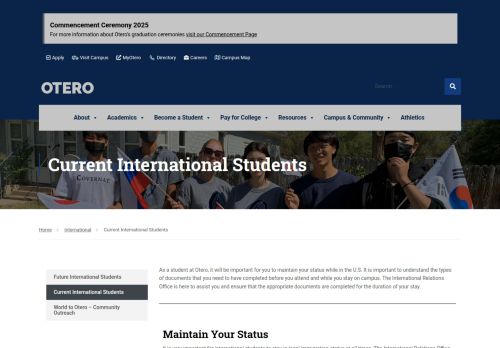 Commencement Ceremony 2025
For more information about Otero's graduation ceremonies visit our Commencement Page
Apply Visit Campus MyOtero Directory Careers Campus Map
OTERO
Search
About Academics Become a Student Pay for College Resources Campus & Community Athletics
Current International Students
Home International Current International Students
Future International Students
Current International Students
World to Otero – Community
Outreach
As a student at Otero, it will be important for you to maintain your status while in the U.S. It is important to understand the types
of documents that you need to have completed before you attend and while you stay on campus. The International Relations
Office is here to assist you and ensure that the appropriate documents are completed for the duration of your stay.
Maintain Your Status